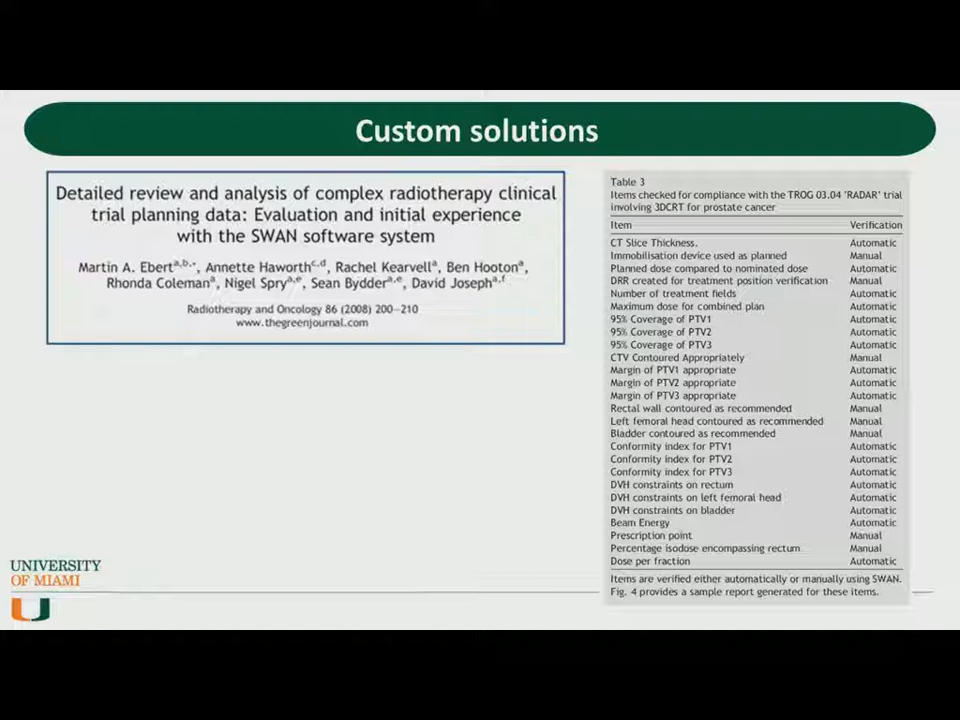 Custom solutions
Detailed review and analysis of complex radiotherapy clinical
trial planning data: Evaluation and initial experience
with the SWAN software system
Martin A. Ebert^a,b,*, Annette Haworth^c,d, Rachel Kearvell^a, Ben Hooton^a,
Rhonda Coleman^a, Nigel Spry^a,e, Sean Bydder^a,e, David Joseph^a,f
Radiotherapy and Oncology 86 (2008) 200–210
www.thegreenjournal.com
Table 3
Items checked for compliance with the TROG 03.04 'RADAR' trial
involving 3DCRT for prostate cancer
Item Verification
CT Slice Thickness. Automatic
Immobilisation device used as planned Manual
Planned dose compared to nominated dose Automatic
DRR created for treatment position verification Manual
Number of treatment fields Automatic
Maximum dose for combined plan Automatic
95% Coverage of PTV1 Automatic
95% Coverage of PTV2 Automatic
95% Coverage of PTV3 Automatic
CTV Contoured Appropriately Manual
Margin of PTV1 appropriate Automatic
Margin of PTV2 appropriate Automatic
Margin of PTV3 appropriate Automatic
Rectal wall contoured as recommended Manual
Left femoral head contoured as recommended Manual
Bladder contoured as recommended Manual
Conformity index for PTV1 Automatic
Conformity index for PTV2 Automatic
Conformity index for PTV3 Automatic
DVH constraints on rectum Automatic
DVH constraints on left femoral head Automatic
DVH constraints on bladder Automatic
Beam Energy Automatic
Prescription point Manual
Percentage isodose encompassing rectum Manual
Dose per fraction Automatic
Items are verified either automatically or manually using SWAN.
Fig. 4 provides a sample report generated for these items.
UNIVERSITY
OF MIAMI
U